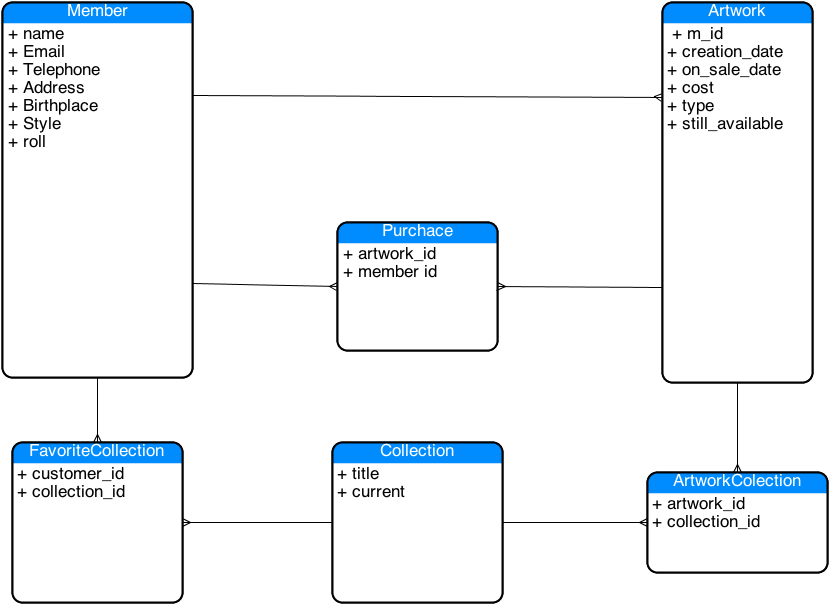 Member
+ name
+ Email
+ Telephone
+ Address
+ Birthplace
+ Style
+ roll
Artwork
+ m_id
+ creation_date
+ on_sale_date
+ cost
+ type
+ still_available
Purchace
+ artwork_id
+ member id
FavoriteCollection
+ customer_id
+ collection_id
Collection
+ title
+ current
ArtworkColection
+ artwork_id
+ collection_id